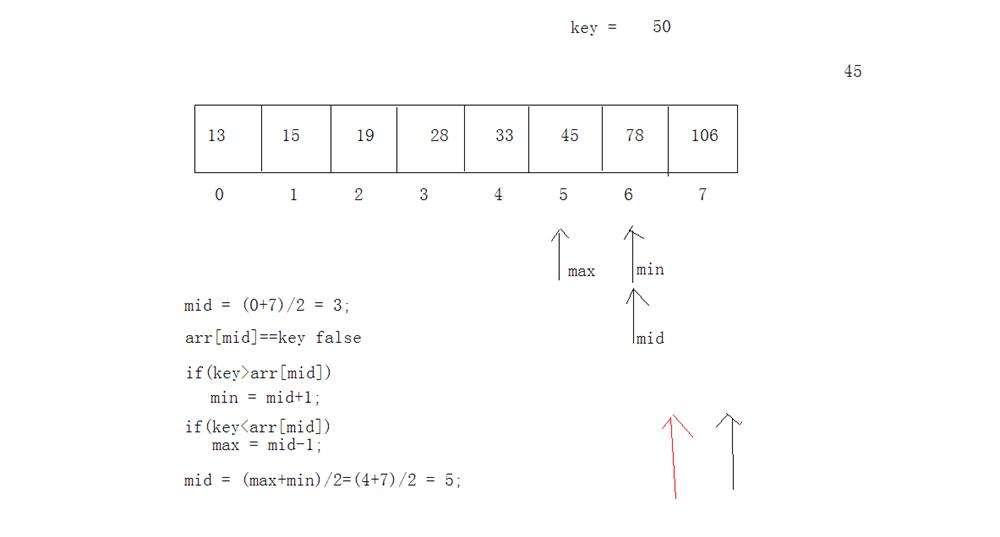 key = 50
45
13 15 19 28 33 45 78 106
0 1 2 3 4 5 6 7
max min
mid = (0+7)/2 = 3;
mid
arr[mid]==key false
if(key>arr[mid])
min = mid+1;
if(key<arr[mid])
max = mid-1;
mid = (max+min)/2=(4+7)/2 = 5;